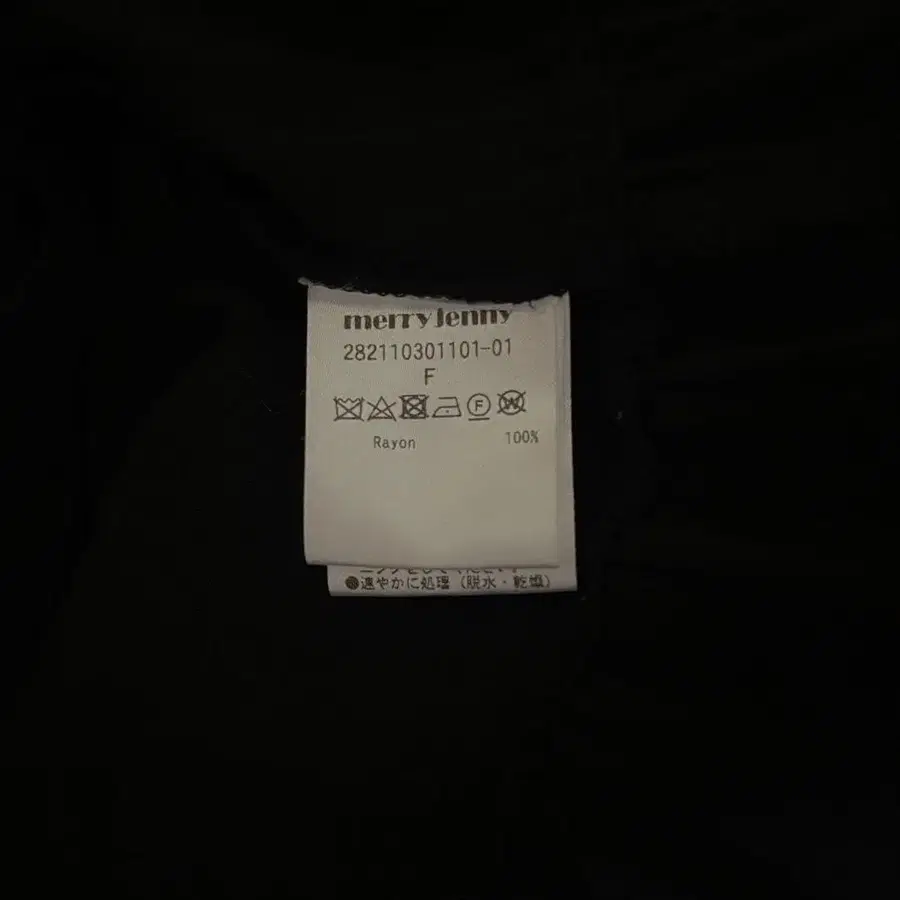 merry jenny
282110301101-01
F
F W
Rayon 100%
●速やかに処理 (脱水・乾燥)